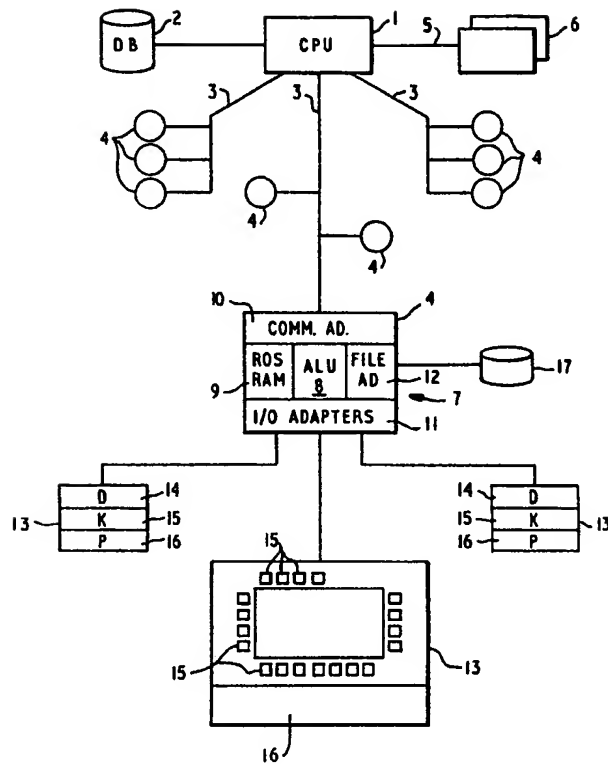 2 1 6
DB CPU 5
3 3 3
4 4
4
4
10 4
COMM. AD.
ROS RAM ALU 8 FILE AD
9 12 17
7
I/O ADAPTERS 11
D 14 14 D
13 K 15 15 K 13
P 16 16 P
15
15 13
16